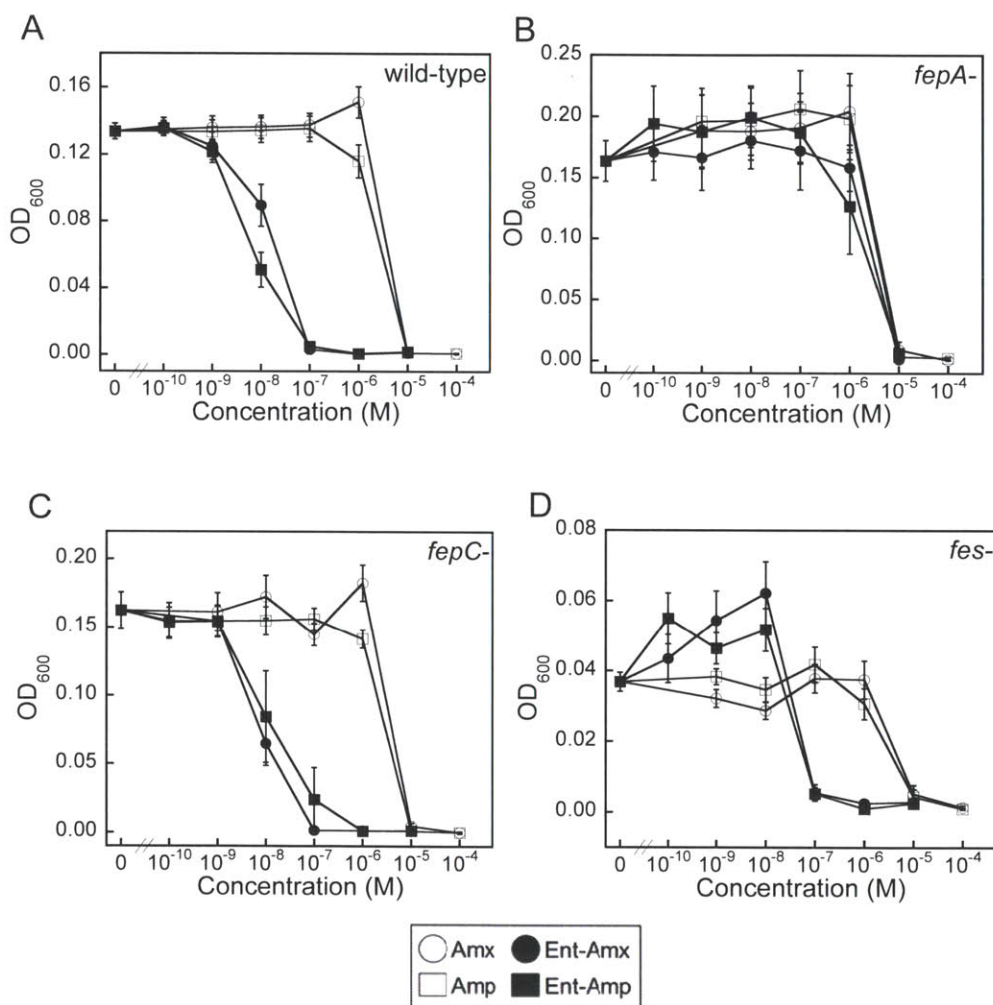 A
wild-type
OD600
0.16
0.12
0.08
0.04
0.00
0 10-10 10-9 10-8 10-7 10-6 10-5 10-4
Concentration (M)
B
fepA-
OD600
0.25
0.20
0.15
0.10
0.05
0.00
0 10-10 10-9 10-8 10-7 10-6 10-5 10-4
Concentration (M)
C
fepC-
OD600
0.20
0.15
0.10
0.05
0.00
0 10-10 10-9 10-8 10-7 10-6 10-5 10-4
Concentration (M)
D
fes-
OD600
0.08
0.06
0.04
0.02
0.00
0 10-10 10-9 10-8 10-7 10-6 10-5 10-4
Concentration (M)
Amx Ent-Amx
Amp Ent-Amp